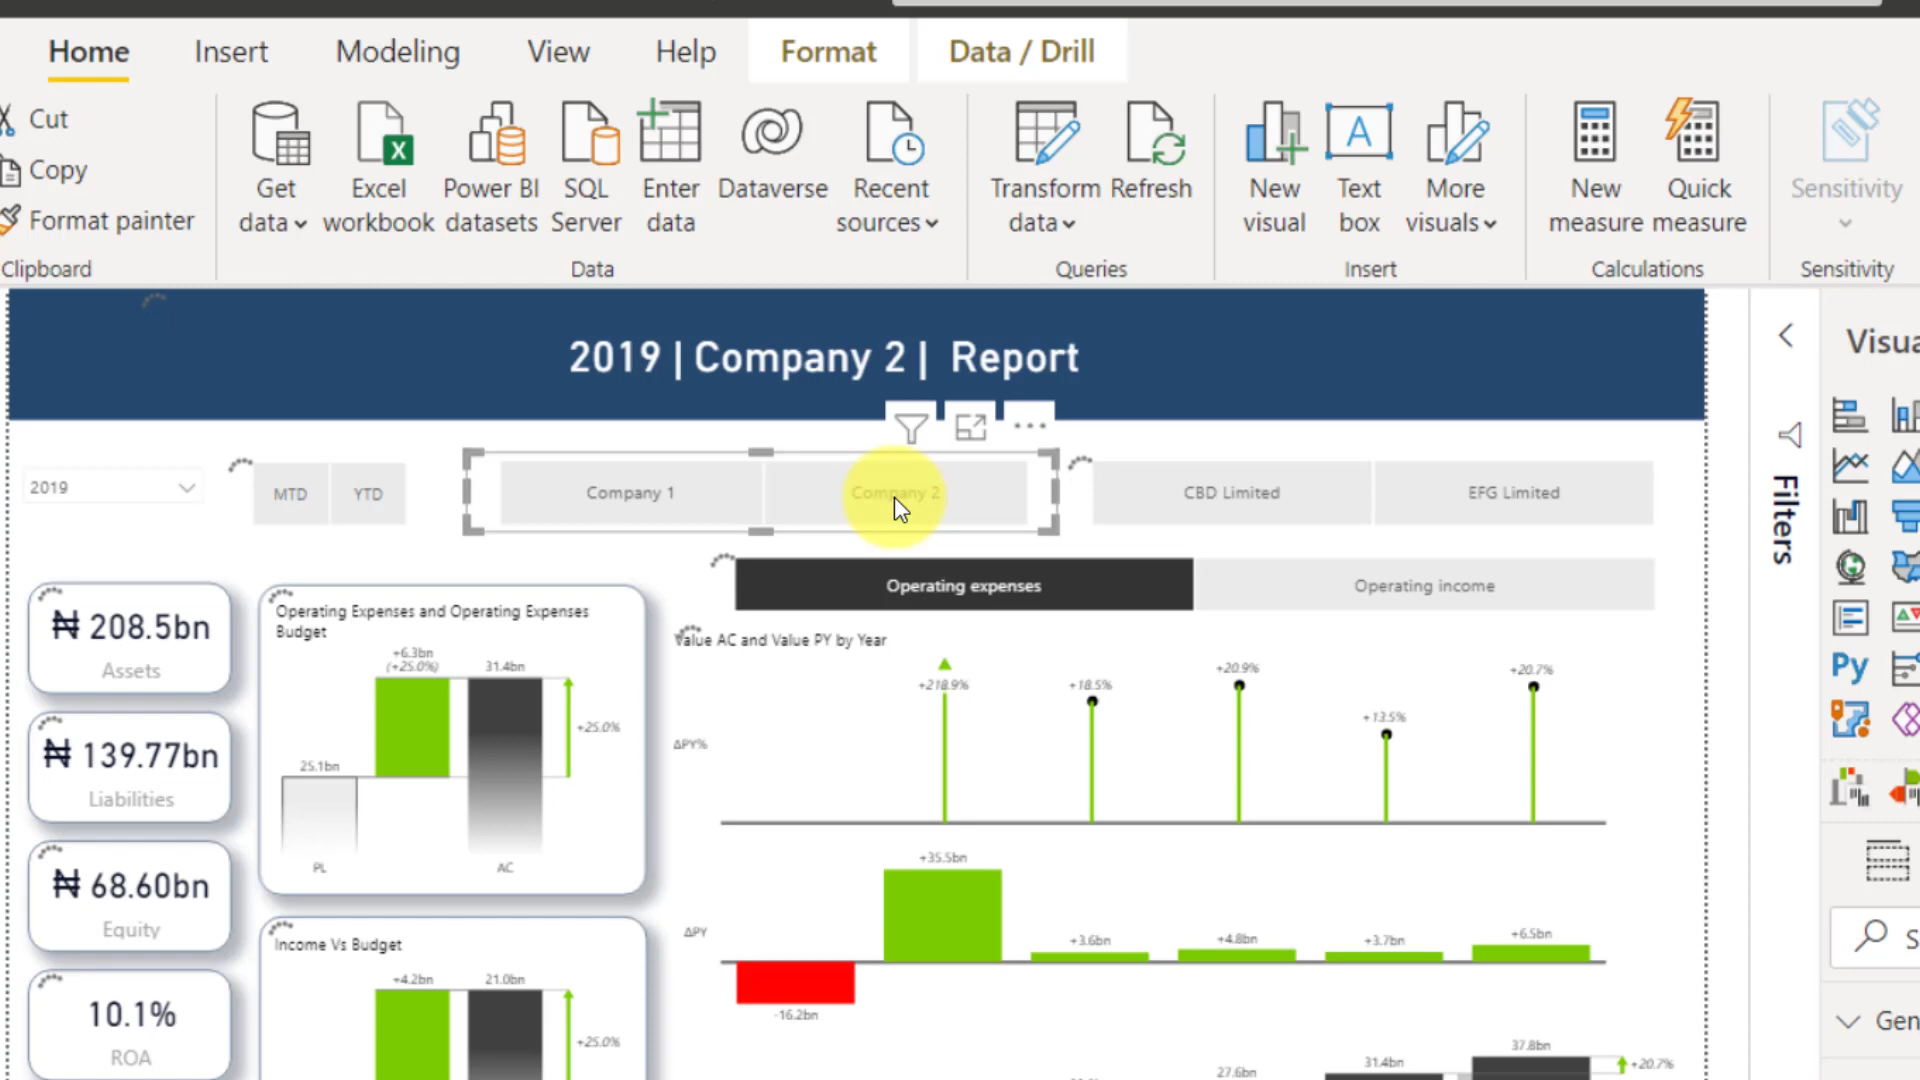 Home Insert Modeling View Help Format Data / Drill
Cut
Copy
Format painter
Clipboard
Get data
Excel workbook
Power BI datasets
SQL Server
Enter data
Dataverse
Recent sources
Data
Transform data
Refresh
Queries
New visual
Text box
More visuals
Insert
New measure
Quick measure
Calculations
Sensitivity
Sensitivity
2019 | Company 2 | Report
2019
MTD YTD
Company 1 Company 2
CBD Limited EFG Limited
Operating expenses Operating income
₦ 208.5bn
Assets
₦ 139.77bn
Liabilities
₦ 68.60bn
Equity
10.1%
ROA
Operating Expenses and Operating Expenses
Budget
+6.3bn
(+25.0%)
31.4bn
+25.0%
25.1bn
PL AC
Income Vs Budget
+4.2bn 21.0bn
+25.0%
Value AC and Value PY by Year
+218.9% +18.5% +20.9% +13.5% +20.7%
ΔPY%
+35.5bn
ΔPY
+3.6bn +4.8bn +3.7bn +6.5bn
-16.2bn
27.6bn 31.4bn 37.8bn
+20.7%
Filters
Visua
Py
S
Gen